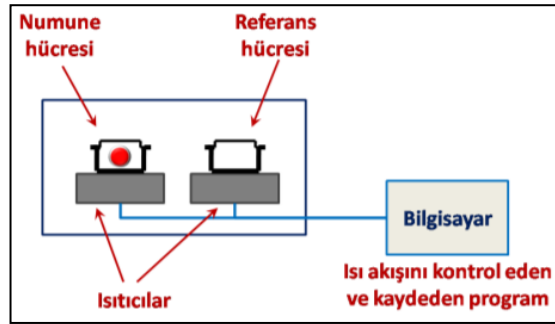 Numune
hücresi
Referans
hücresi
Bilgisayar
Isıtıcılar
Isı akışını kontrol eden
ve kaydeden program